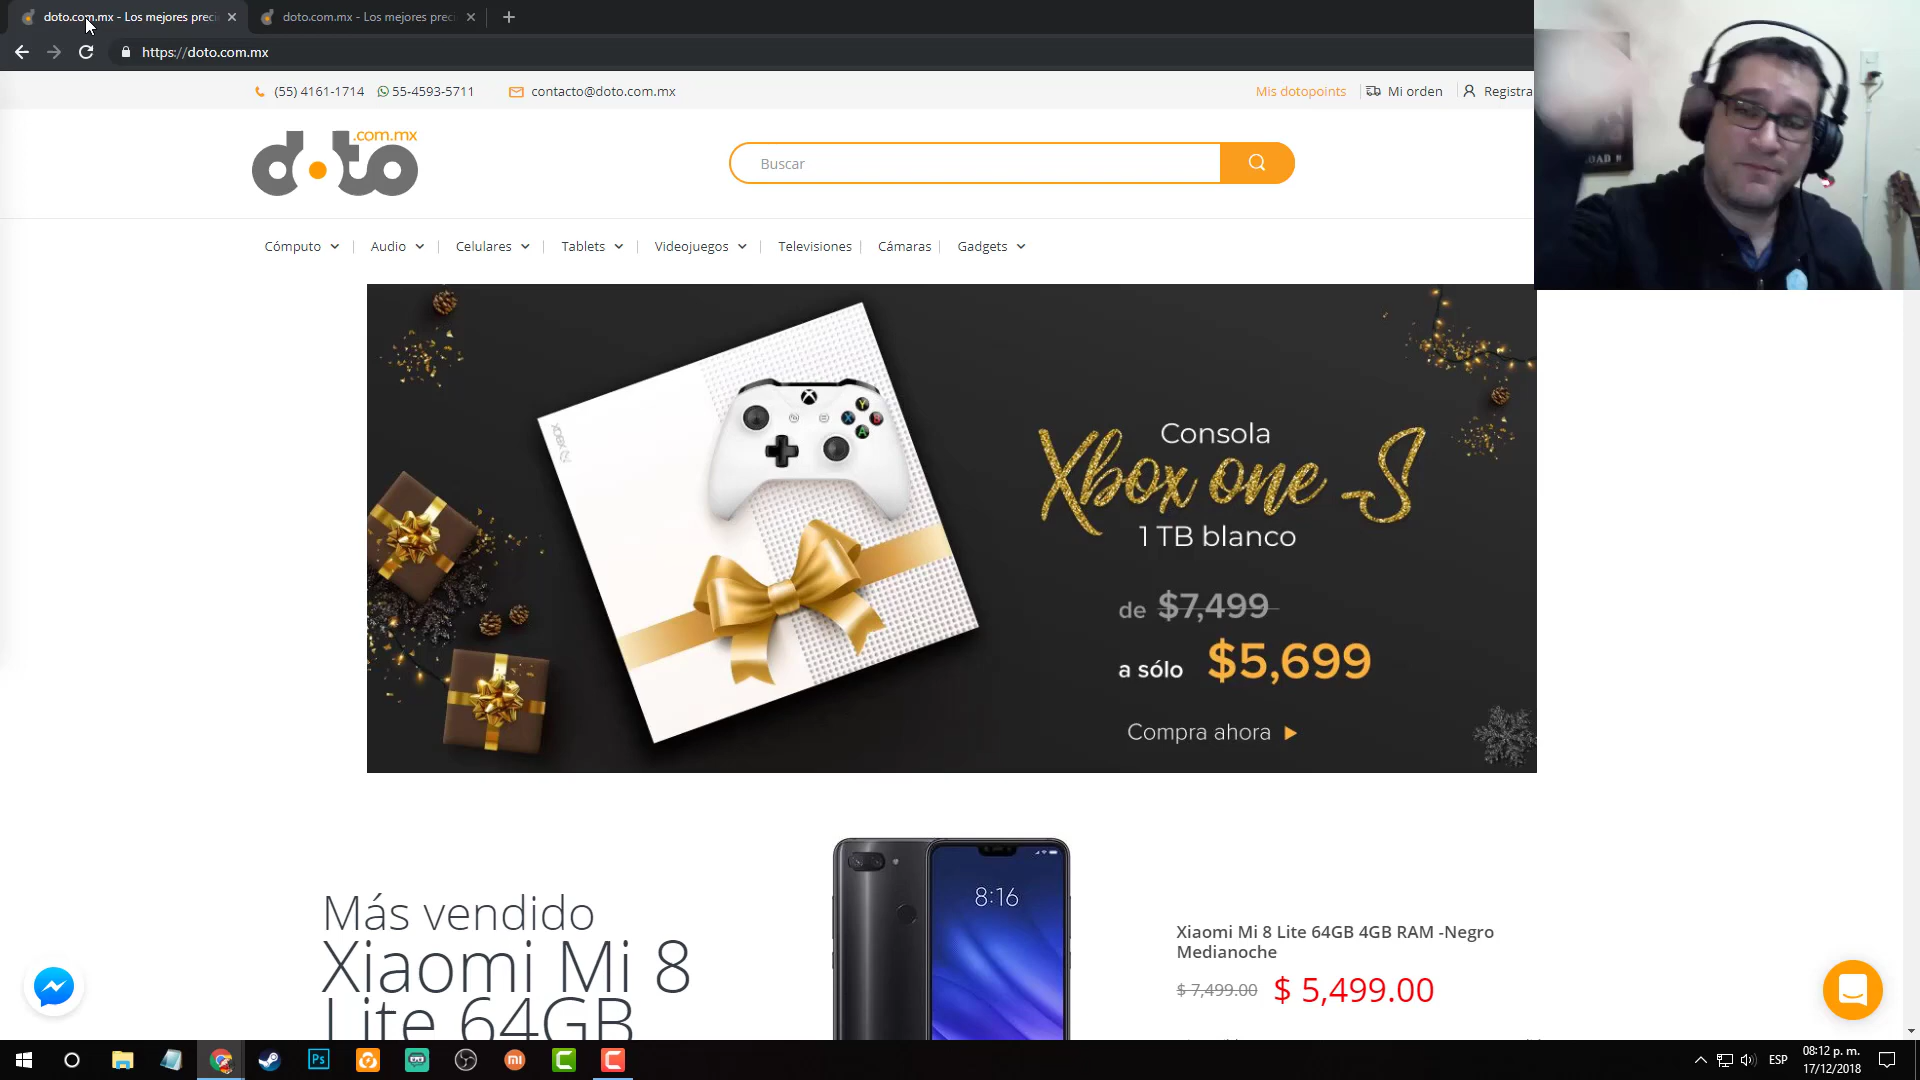 doto.com.mx - Los mejores preci
doto.com.mx - Los mejores prec
https://doto.com.mx
(55) 4161-1714
55-4593-5711
contacto@doto.com.mx
Mis dotopoints
Mi orden
Registra
doto.com.mx
Buscar
Cómputo
Audio
Celulares
Tablets
Videojuegos
Televisiones
Cámaras
Gadgets
XBOX
Y
X
B
A
Consola
Xbox one S
1 TB blanco
de $7,499
a sólo $5,699
Compra ahora
8:16
Más vendido
Xiaomi Mi 8
Lite 64GB
Xiaomi Mi 8 Lite 64GB 4GB RAM -Negro
Medianoche
$ 7,499.00 $ 5,499.00
Ps
mi
C
C
ESP
08:12 p. m.
17/12/2018